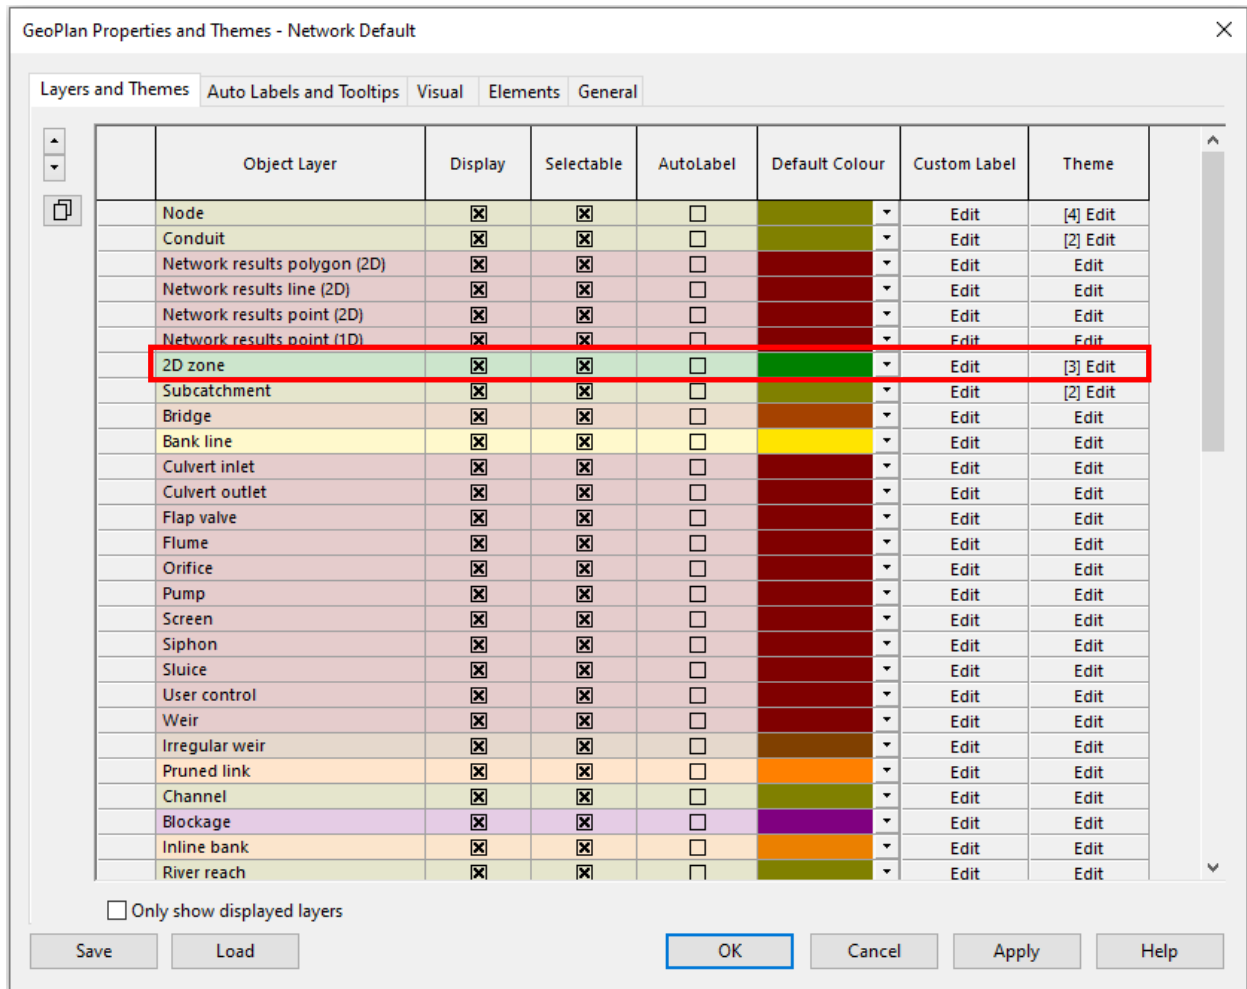 GeoPlan Properties and Themes - Network Default
Layers and Themes Auto Labels and Tooltips Visual Elements General
Object Layer Display Selectable AutoLabel Default Colour Custom Label Theme
Node Edit [4] Edit
Conduit Edit [2] Edit
Network results polygon (2D) Edit Edit
Network results line (2D) Edit Edit
Network results point (2D) Edit Edit
Network results point (1D) Edit Edit
2D zone Edit [3] Edit
Subcatchment Edit [2] Edit
Bridge Edit Edit
Bank line Edit Edit
Culvert inlet Edit Edit
Culvert outlet Edit Edit
Flap valve Edit Edit
Flume Edit Edit
Orifice Edit Edit
Pump Edit Edit
Screen Edit Edit
Siphon Edit Edit
Sluice Edit Edit
User control Edit Edit
Weir Edit Edit
Irregular weir Edit Edit
Pruned link Edit Edit
Channel Edit Edit
Blockage Edit Edit
Inline bank Edit Edit
River reach Edit Edit
Only show displayed layers
Save Load OK Cancel Apply Help